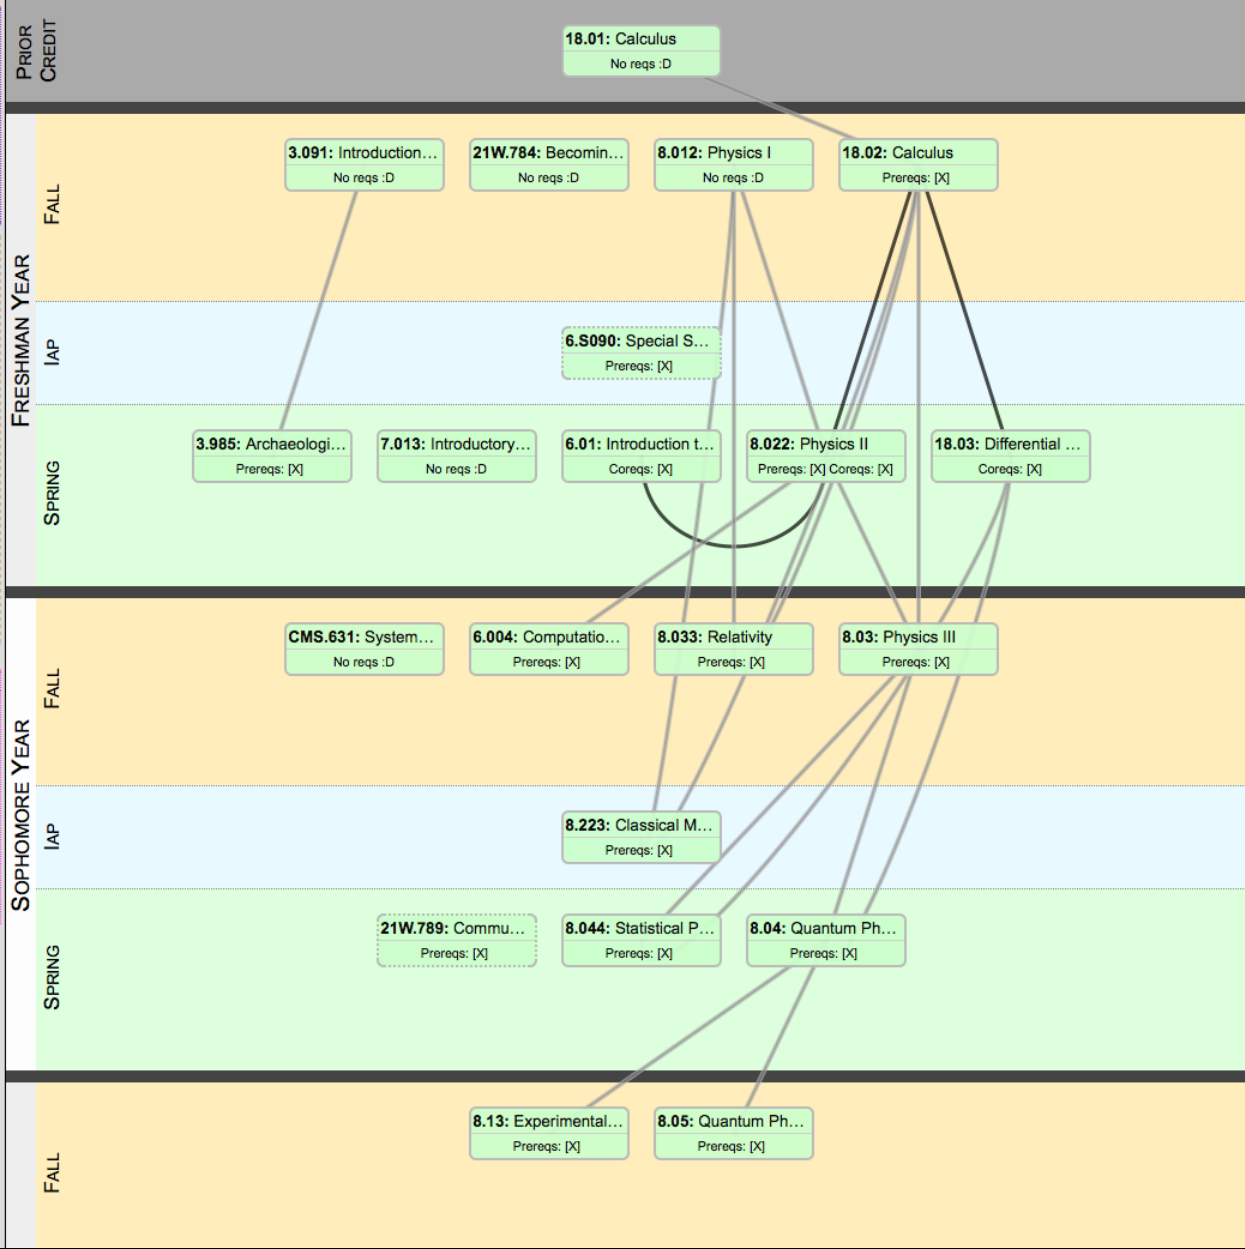 PRIOR CREDIT
18.01: Calculus
No reqs :D
FRESHMAN YEAR
FALL
3.091: Introduction...
No reqs :D
21W.784: Becomin...
No reqs :D
8.012: Physics I
No reqs :D
18.02: Calculus
Prereqs: [X]
IAP
6.S090: Special S...
Prereqs: [X]
SPRING
3.985: Archaeologi...
Prereqs: [X]
7.013: Introductory...
No reqs :D
6.01: Introduction t...
Coreqs: [X]
8.022: Physics II
Prereqs: [X] Coreqs: [X]
18.03: Differential ...
Coreqs: [X]
SOPHOMORE YEAR
FALL
CMS.631: System...
No reqs :D
6.004: Computatio...
Prereqs: [X]
8.033: Relativity
Prereqs: [X]
8.03: Physics III
Prereqs: [X]
IAP
8.223: Classical M...
Prereqs: [X]
SPRING
21W.789: Commu...
Prereqs: [X]
8.044: Statistical P...
Prereqs: [X]
8.04: Quantum Ph...
Prereqs: [X]
FALL
8.13: Experimental...
Prereqs: [X]
8.05: Quantum Ph...
Prereqs: [X]